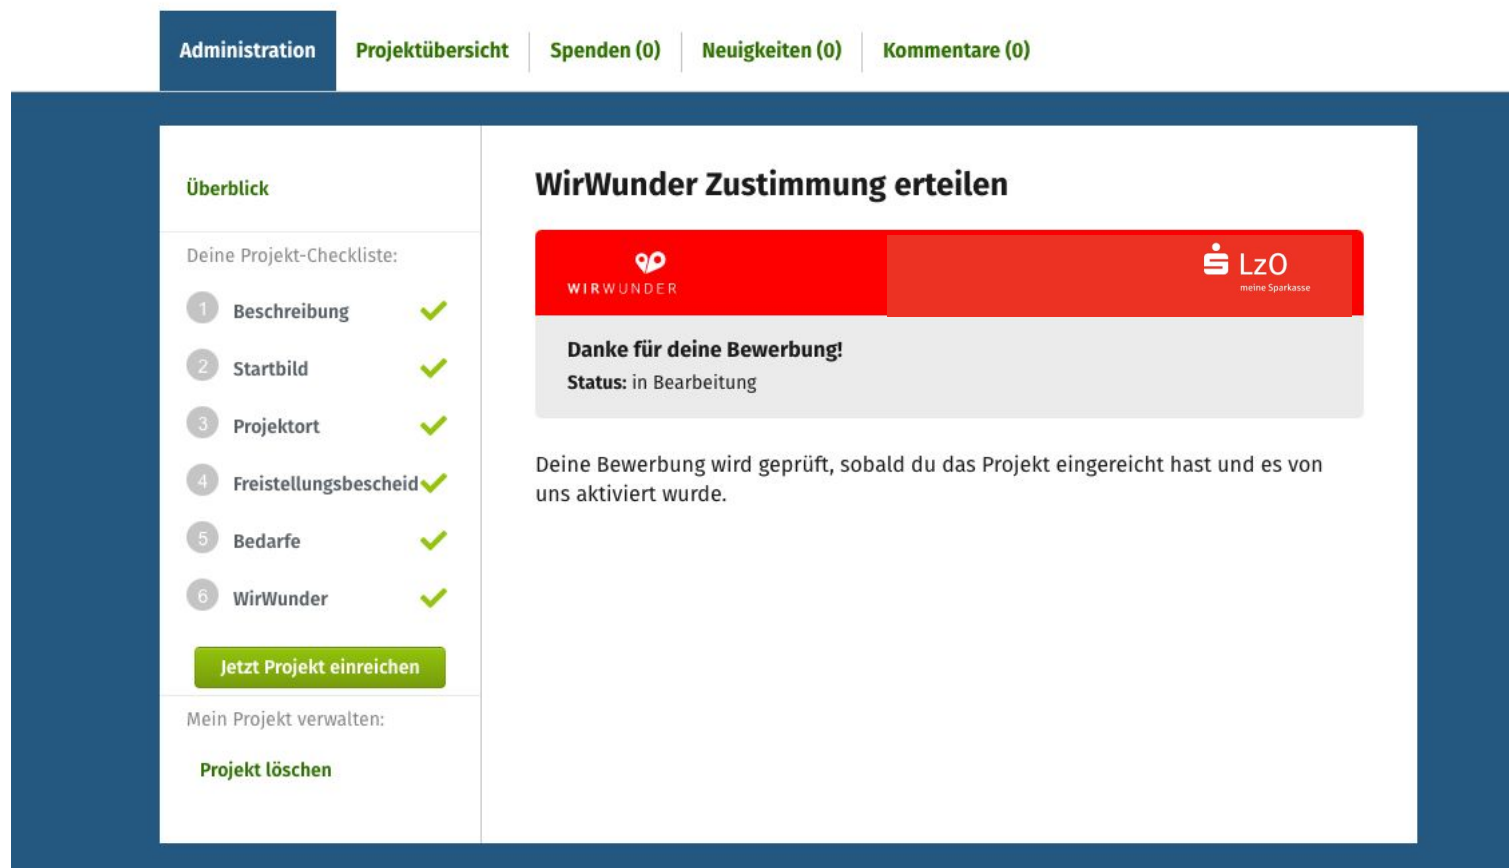 Administration
Projektübersicht
Spenden (0)
Neuigkeiten (0)
Kommentare (0)
Überblick
Deine Projekt-Checkliste:
1 Beschreibung
2 Startbild
3 Projektort
4 Freistellungsbescheid
5 Bedarfe
6 WirWunder
Jetzt Projekt einreichen
Mein Projekt verwalten:
Projekt löschen
WirWunder Zustimmung erteilen
WIRWUNDER
LzO
meine Sparkasse
Danke für deine Bewerbung!
Status: in Bearbeitung
Deine Bewerbung wird geprüft, sobald du das Projekt eingereicht hast und es von
uns aktiviert wurde.